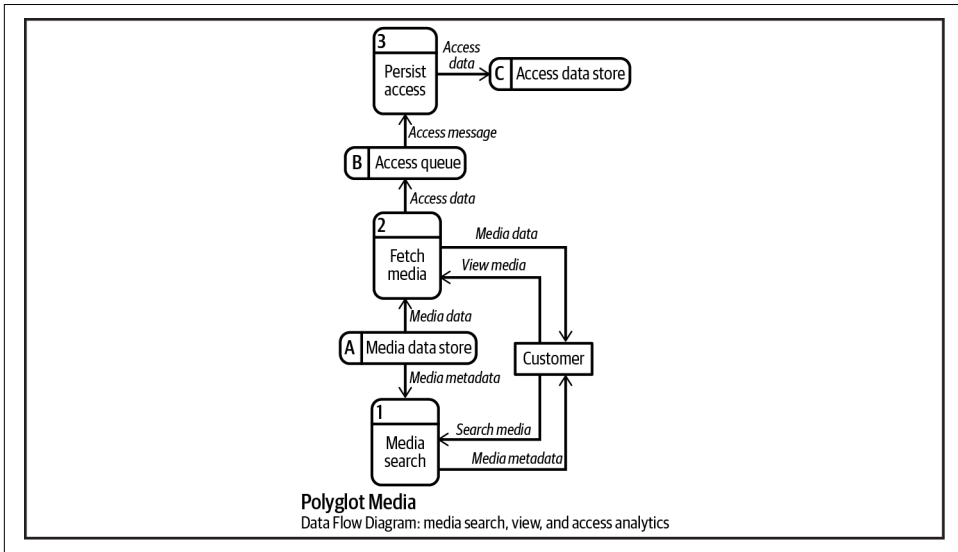 3
Persist
access
Access
data
C Access data store
Access message
B Access queue
Access data
2
Fetch
media
Media data
View media
Media data
A Media data store
Customer
Media metadata
1
Media
search
Search media
Media metadata
Polyglot Media
Data Flow Diagram: media search, view, and access analytics